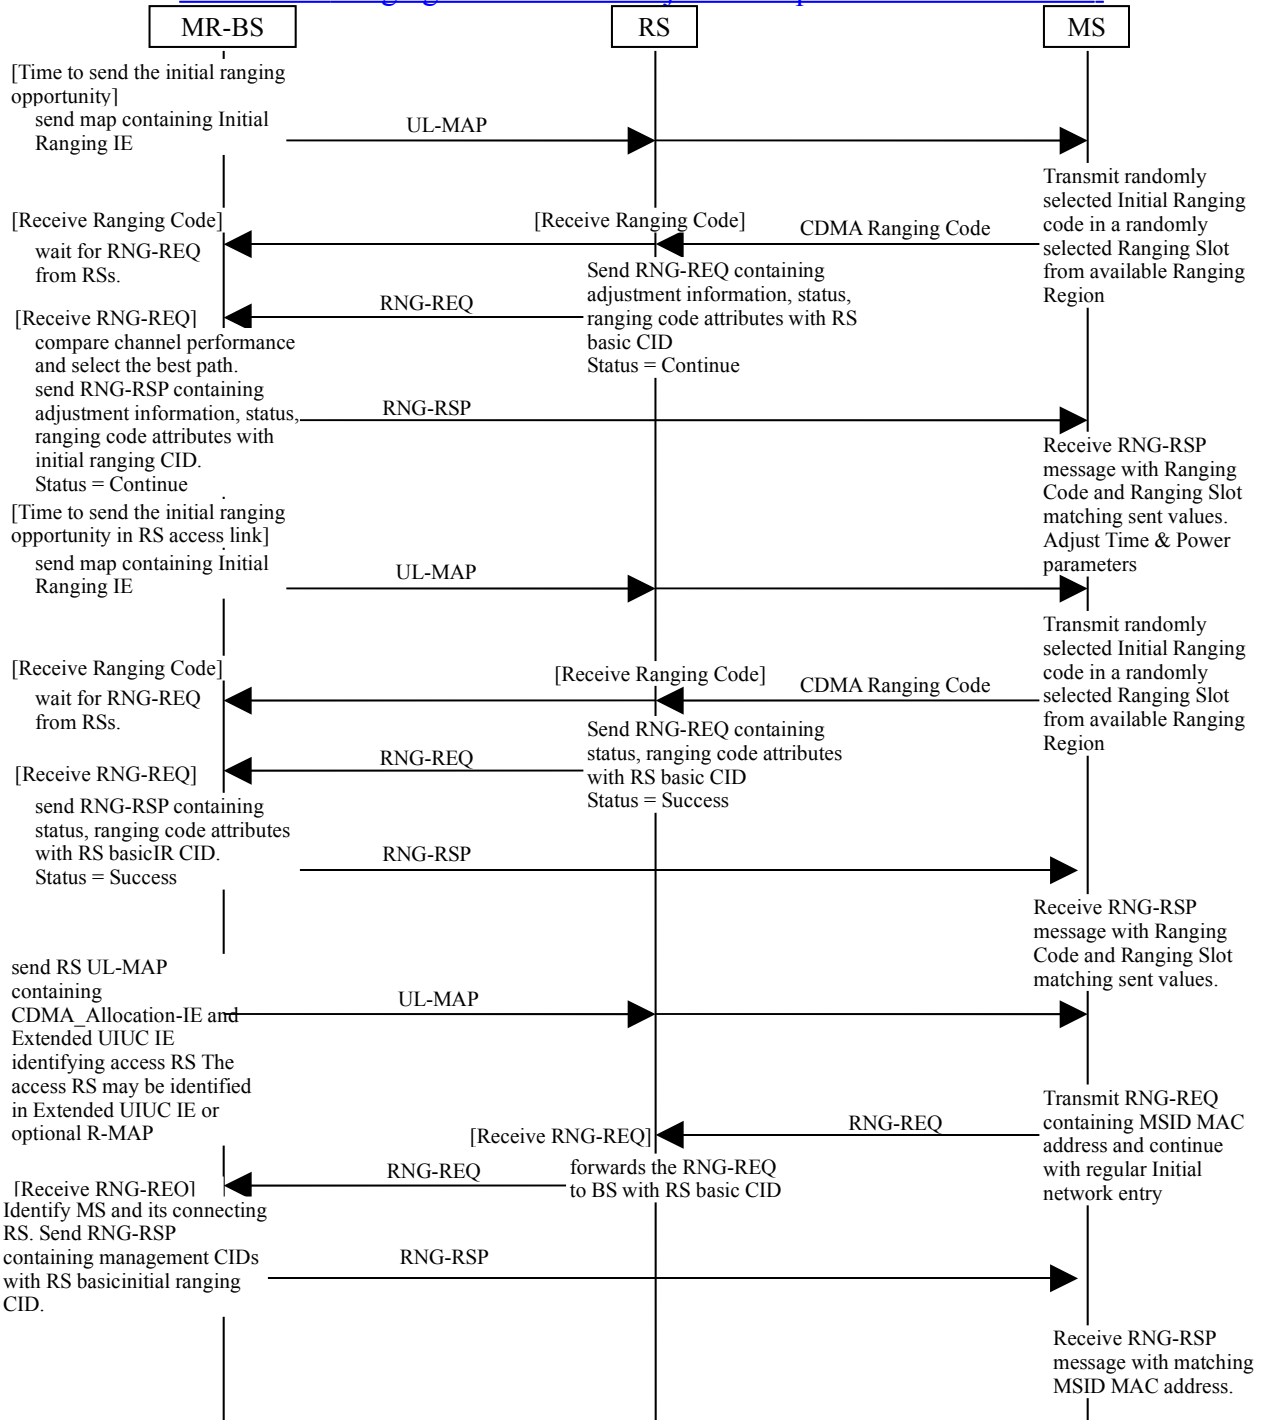 MR-BS
RS
MS
[Time to send the initial ranging
opportunity]
send map containing Initial
Ranging IE
UL-MAP
Transmit randomly
selected Initial Ranging
code in a randomly
selected Ranging Slot
from available Ranging
Region
[Receive Ranging Code]
wait for RNG-REQ
from RSs.
[Receive Ranging Code]
CDMA Ranging Code
Send RNG-REQ containing
adjustment information, status,
ranging code attributes with RS
basic CID
Status = Continue
RNG-REQ
[Receive RNG-REQ]
compare channel performance
and select the best path.
send RNG-RSP containing
adjustment information, status,
ranging code attributes with
initial ranging CID.
Status = Continue
RNG-RSP
Receive RNG-RSP
message with Ranging
Code and Ranging Slot
matching sent values.
Adjust Time & Power
parameters
[Time to send the initial ranging
opportunity in RS access link]
send map containing Initial
Ranging IE
UL-MAP
Transmit randomly
selected Initial Ranging
code in a randomly
selected Ranging Slot
from available Ranging
Region
[Receive Ranging Code]
wait for RNG-REQ
from RSs.
[Receive Ranging Code]
CDMA Ranging Code
Send RNG-REQ containing
status, ranging code attributes
with RS basic CID
Status = Success
RNG-REQ
[Receive RNG-REQ]
send RNG-RSP containing
status, ranging code attributes
with RS basicIR CID.
Status = Success
RNG-RSP
Receive RNG-RSP
message with Ranging
Code and Ranging Slot
matching sent values.
send RS UL-MAP
containing
CDMA_Allocation-IE and
Extended UIUC IE
identifying access RS The
access RS may be identified
in Extended UIUC IE or
optional R-MAP
UL-MAP
Transmit RNG-REQ
containing MSID MAC
address and continue
with regular Initial
network entry
RNG-REQ
[Receive RNG-REQ]
forwards the RNG-REQ
to BS with RS basic CID
RNG-REQ
[Receive RNG-REQ]
Identify MS and its connecting
RS. Send RNG-RSP
containing management CIDs
with RS basicinitial ranging
CID.
RNG-RSP
Receive RNG-RSP
message with matching
MSID MAC address.